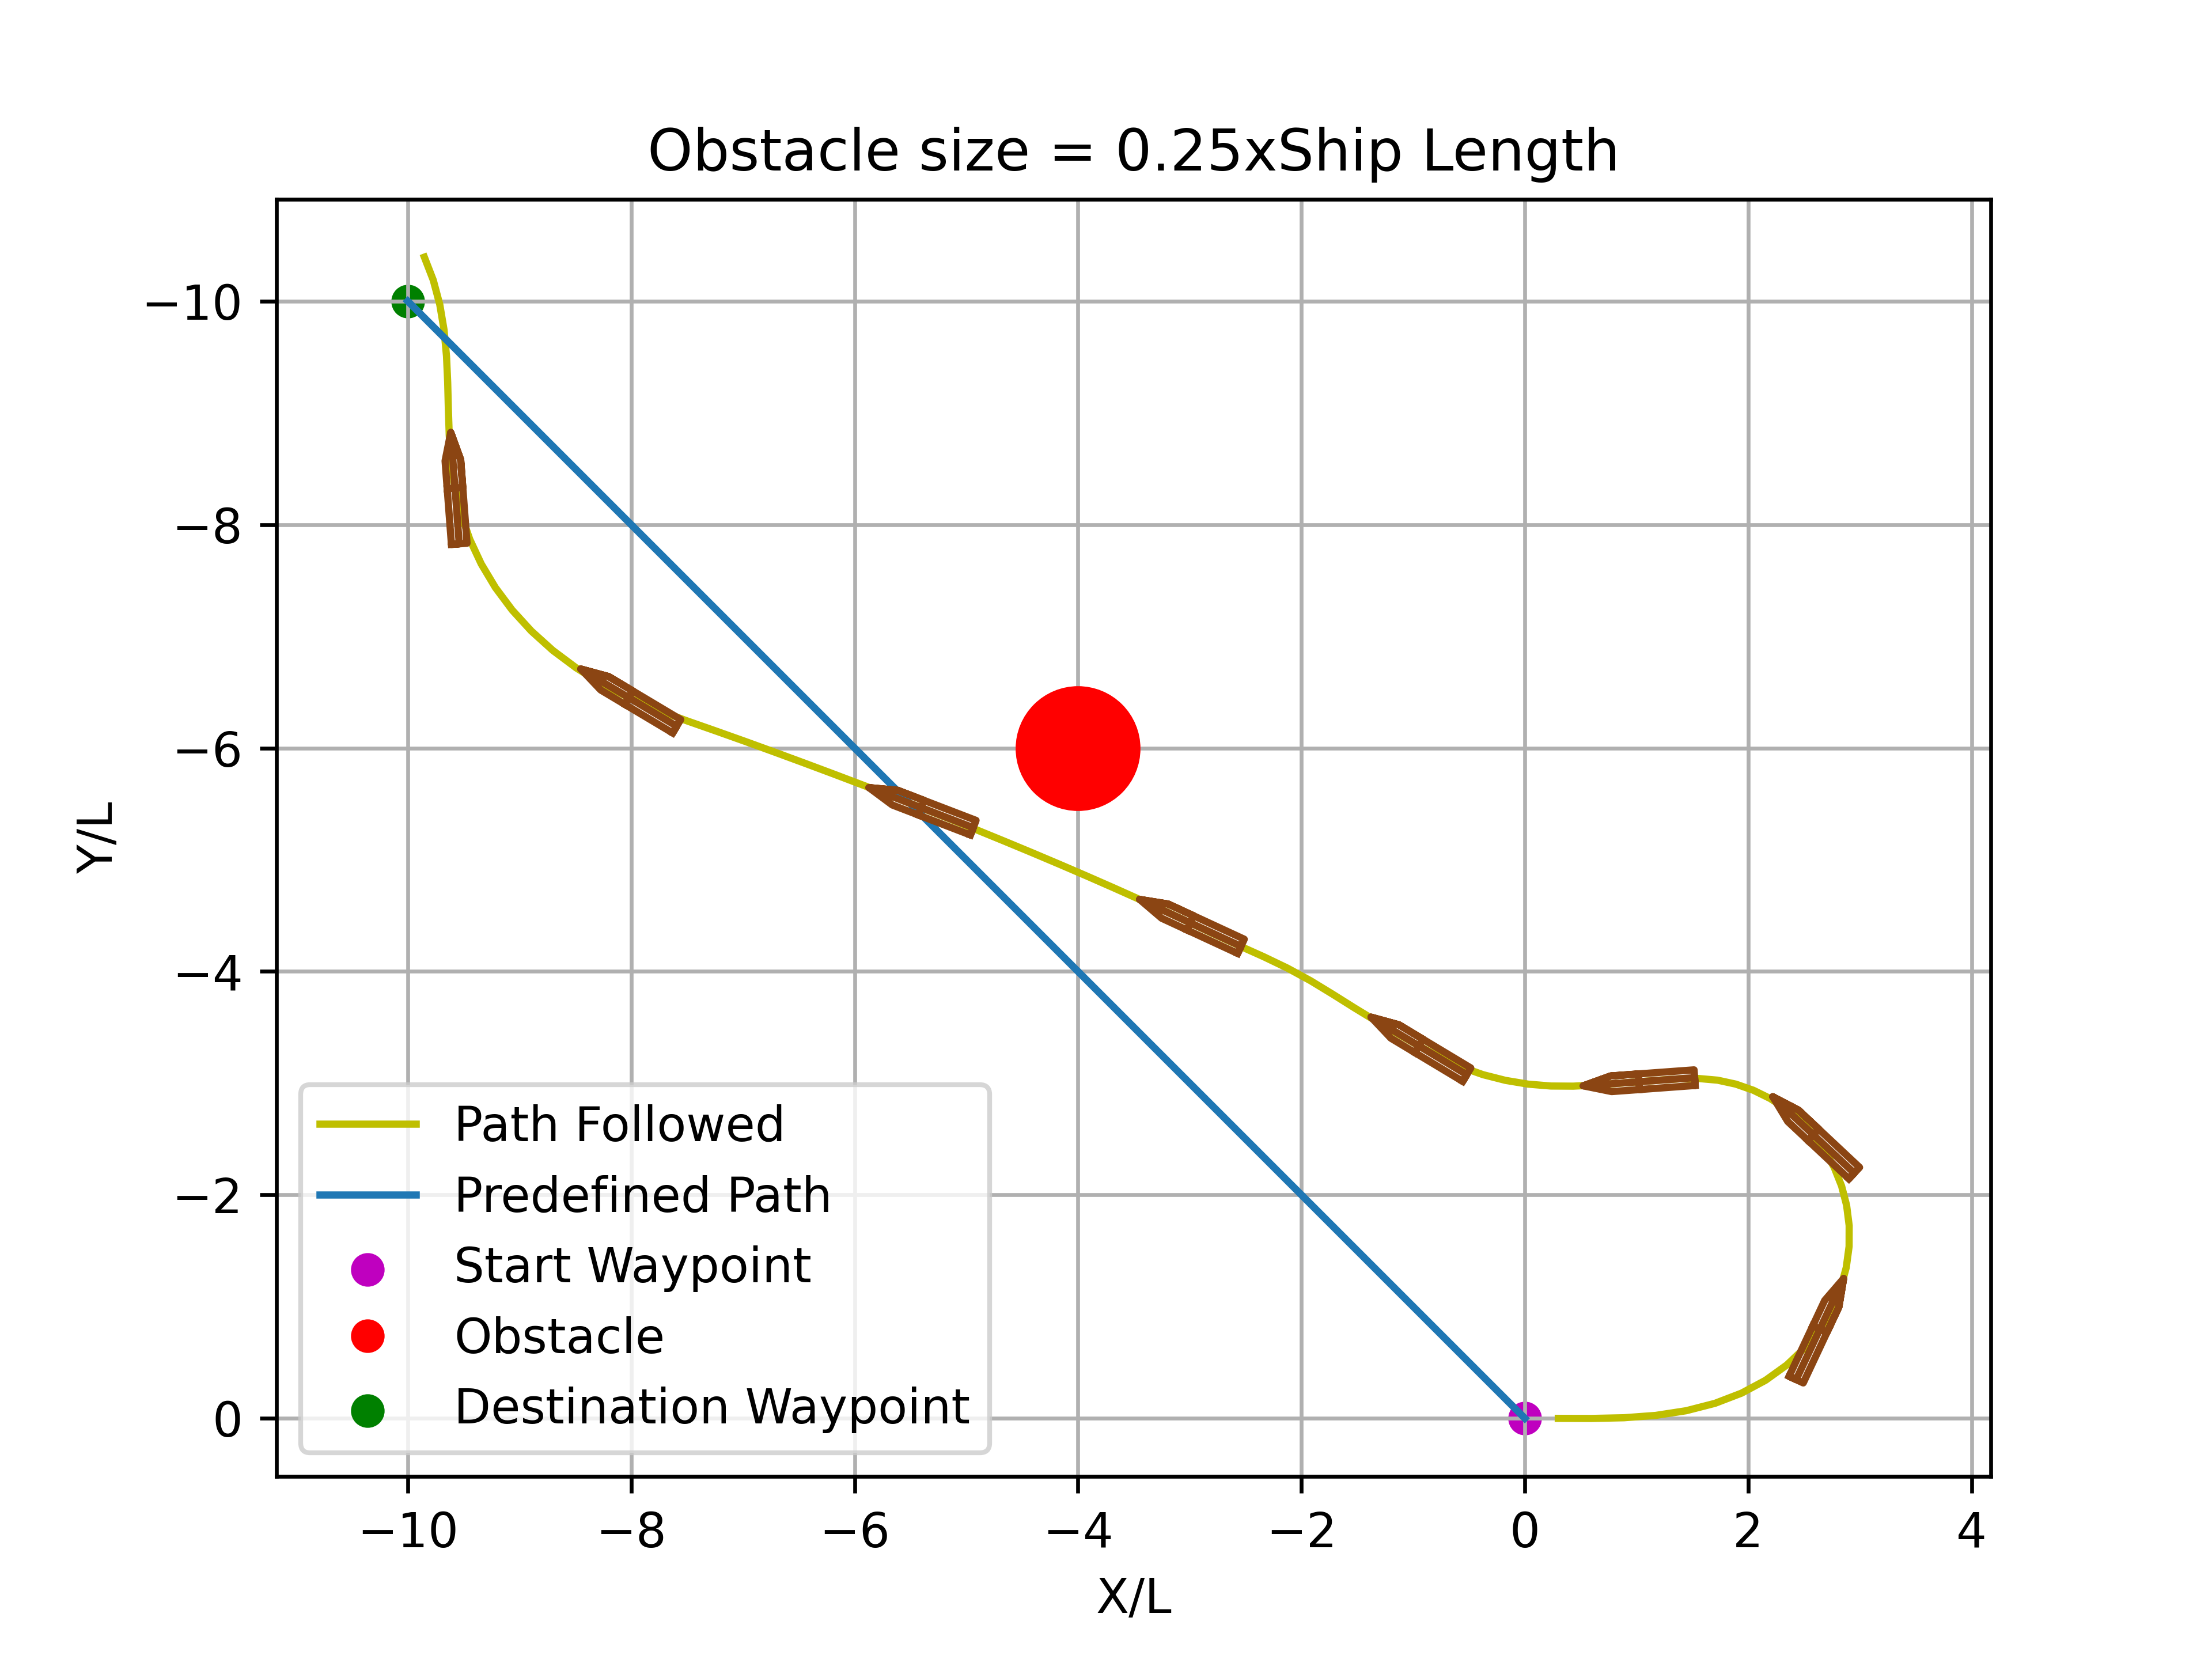 Obstacle size = 0.25xShip Length
−10
−8
−6
−4
−2
0
Y/L
Path Followed
Predefined Path
Start Waypoint
Obstacle
Destination Waypoint
−10 −8 −6 −4 −2 0 2 4
X/L